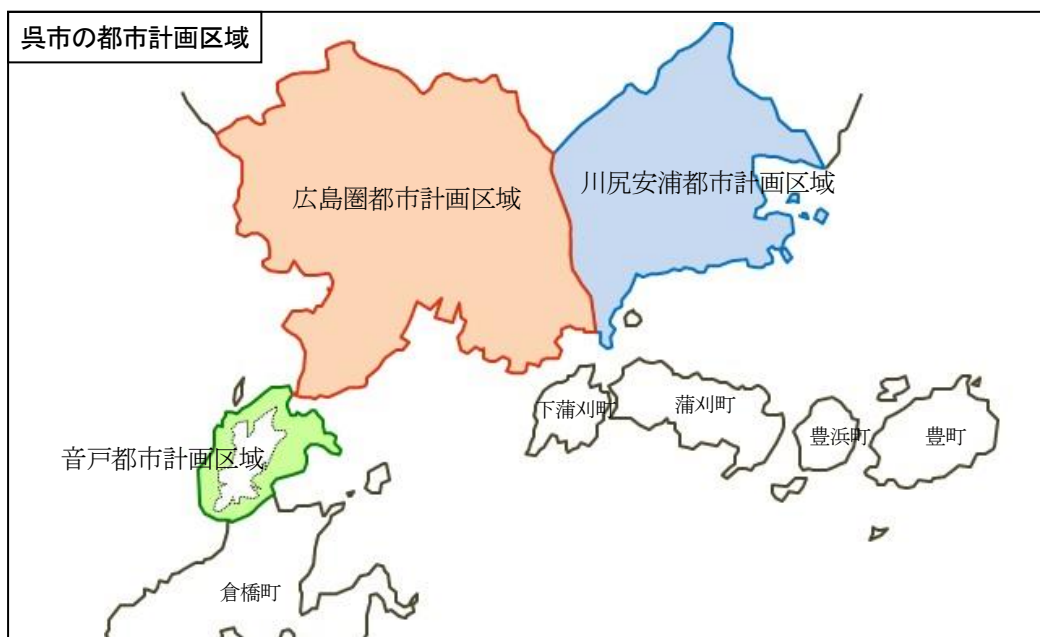 呉市の都市計画区域
広島圏都市計画区域
川尻安浦都市計画区域
下蒲刈町
蒲刈町
豊浜町
豊町
音戸都市計画区域
倉橋町